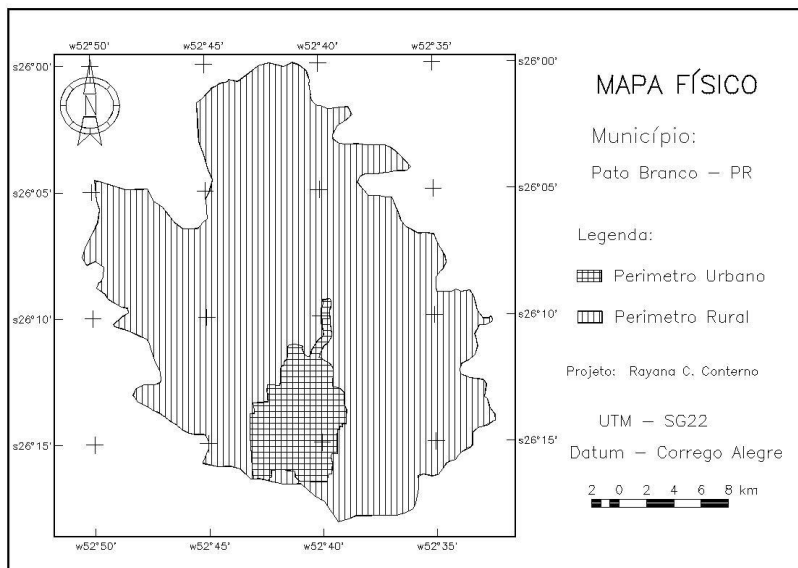 w52°50' w52°45' w52°40' w52°35'
s26°00' s26°00'
N
s26°05' s26°05'
s26°10' s26°10'
s26°15' s26°15'
w52°50' w52°45' w52°40' w52°35'
MAPA FÍSICO
Município:
Pato Branco – PR
Legenda:
Perimetro Urbano
Perimetro Rural
Projeto: Rayana C. Conterno
UTM – SG22
Datum – Corrego Alegre
2 0 2 4 6 8 km